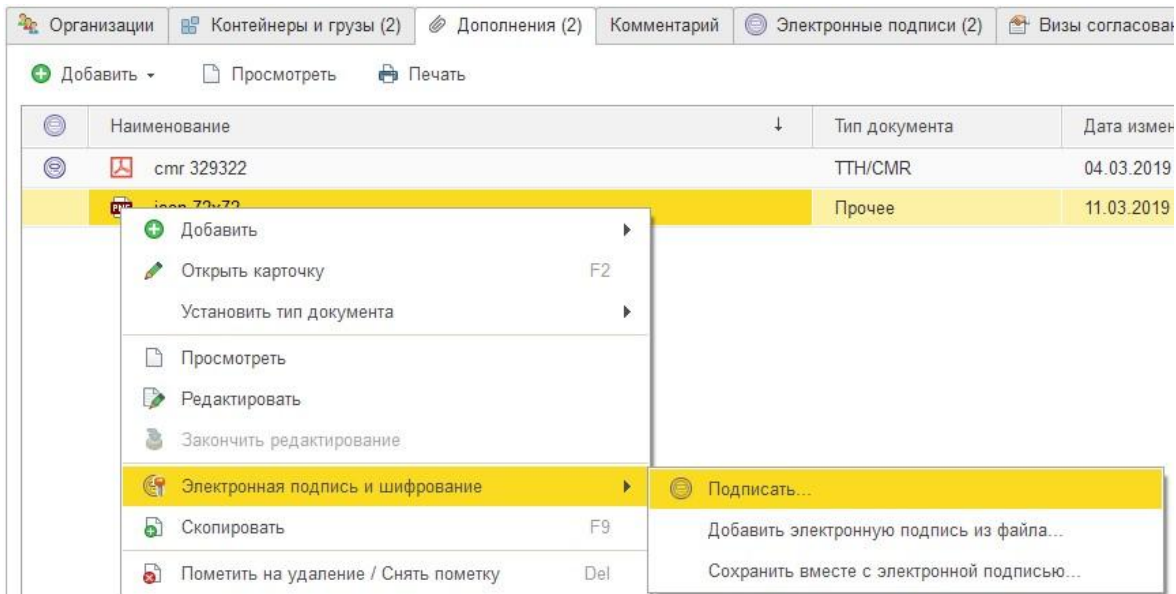 Организации Контейнеры и грузы (2) Дополнения (2) Комментарий Электронные подписи (2) Визы согласован
Добавить Просмотреть Печать
Наименование ↓ Тип документа Дата измен
cmr 329322 ТТН/CMR 04.03.2019
PNG icon 72x72 Прочее 11.03.2019
Добавить
Открыть карточку F2
Установить тип документа
Просмотреть
Редактировать
Закончить редактирование
Электронная подпись и шифрование Подписать...
Скопировать F9 Добавить электронную подпись из файла...
Пометить на удаление / Снять пометку Del Сохранить вместе с электронной подписью...